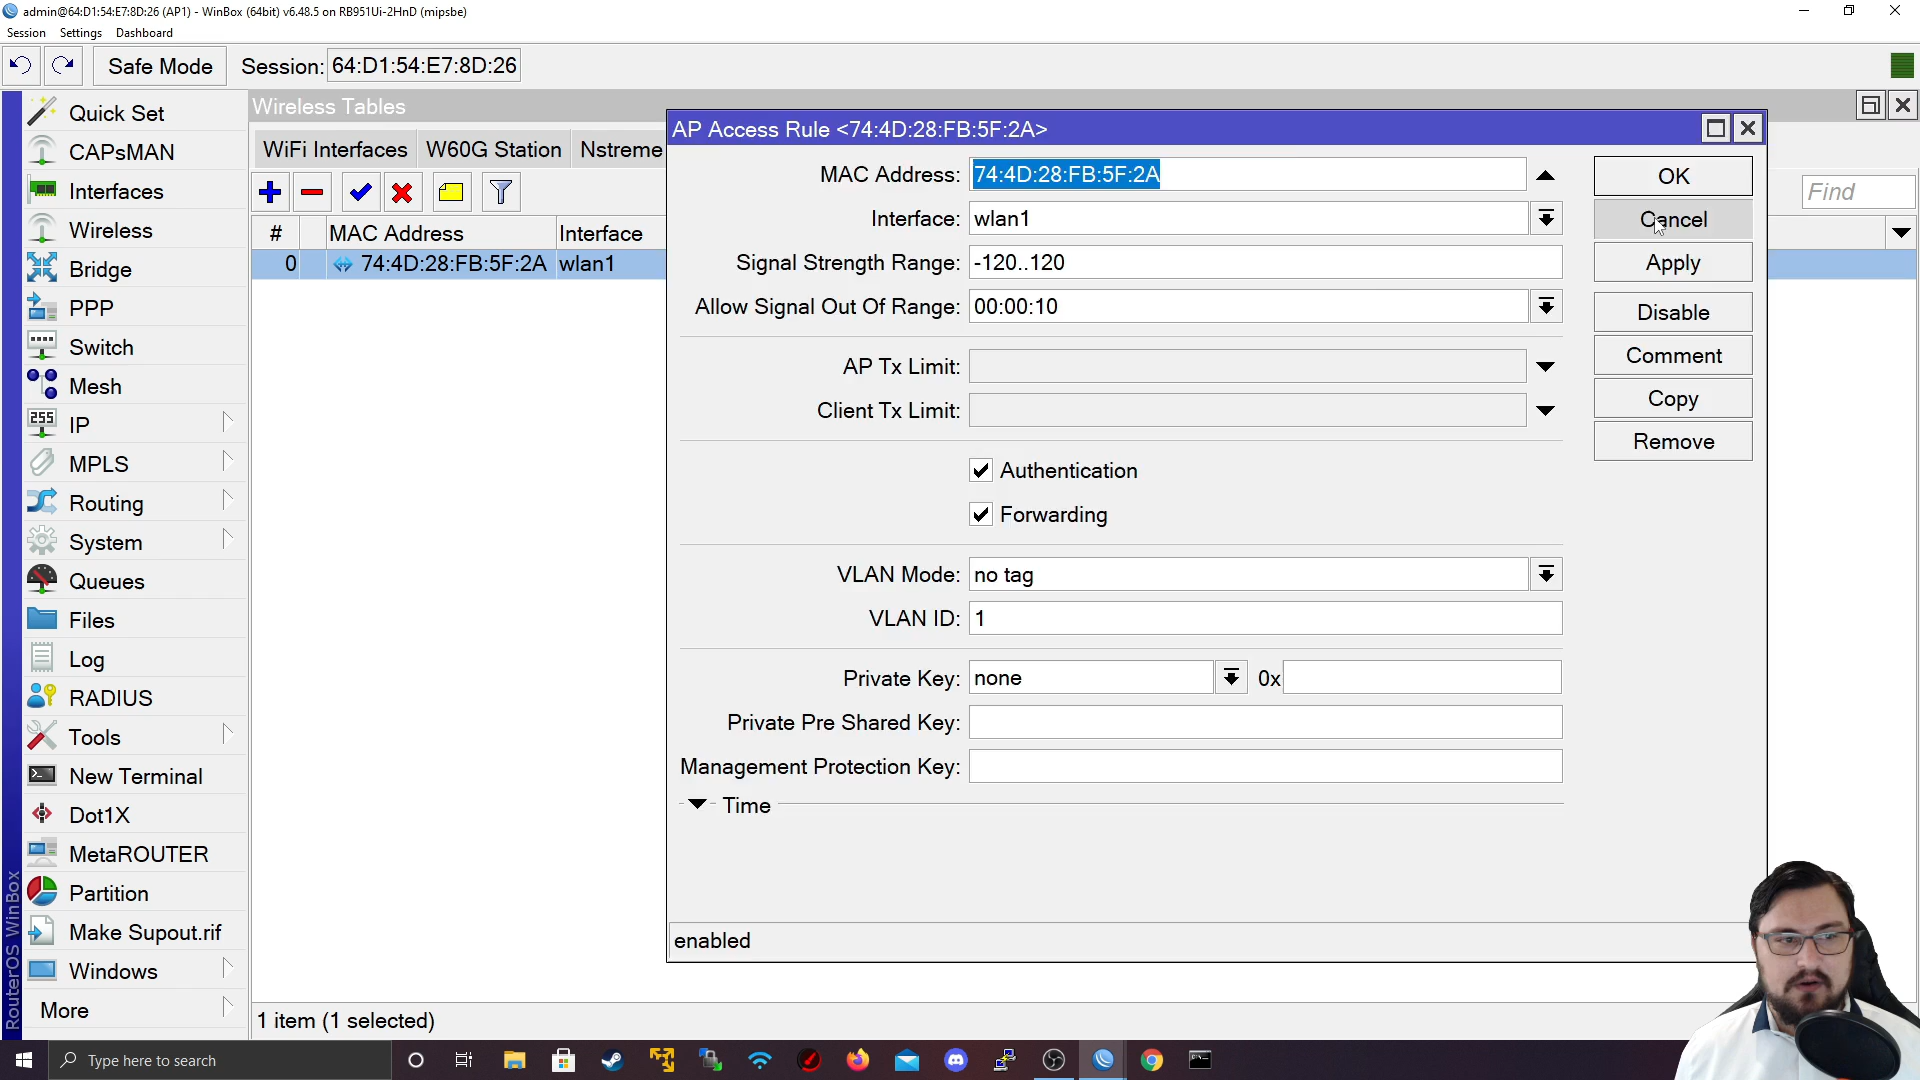 admin@64:D1:54:E7:8D:26 (AP1) - WinBox (64bit) v6.48.5 on RB951Ui-2HnD (mipsbe)
Session Settings Dashboard
Safe Mode Session: 64:D1:54:E7:8D:26
Quick Set
CAPsMAN
Interfaces
Wireless
Bridge
PPP
Switch
Mesh
IP
MPLS
Routing
System
Queues
Files
Log
RADIUS
Tools
New Terminal
Dot1X
MetaROUTER
Partition
Make Supout.rif
Windows
More
RouterOS WinBox
Wireless Tables
WiFi Interfaces W60G Station Nstreme
Find
# MAC Address Interface
0 74:4D:28:FB:5F:2A wlan1
1 item (1 selected)
AP Access Rule <74:4D:28:FB:5F:2A>
MAC Address: 74:4D:28:FB:5F:2A
Interface: wlan1
Signal Strength Range: -120..120
Allow Signal Out Of Range: 00:00:10
AP Tx Limit:
Client Tx Limit:
Authentication
Forwarding
VLAN Mode: no tag
VLAN ID: 1
Private Key: none 0x
Private Pre Shared Key:
Management Protection Key:
Time
enabled
OK
Cancel
Apply
Disable
Comment
Copy
Remove
Type here to search